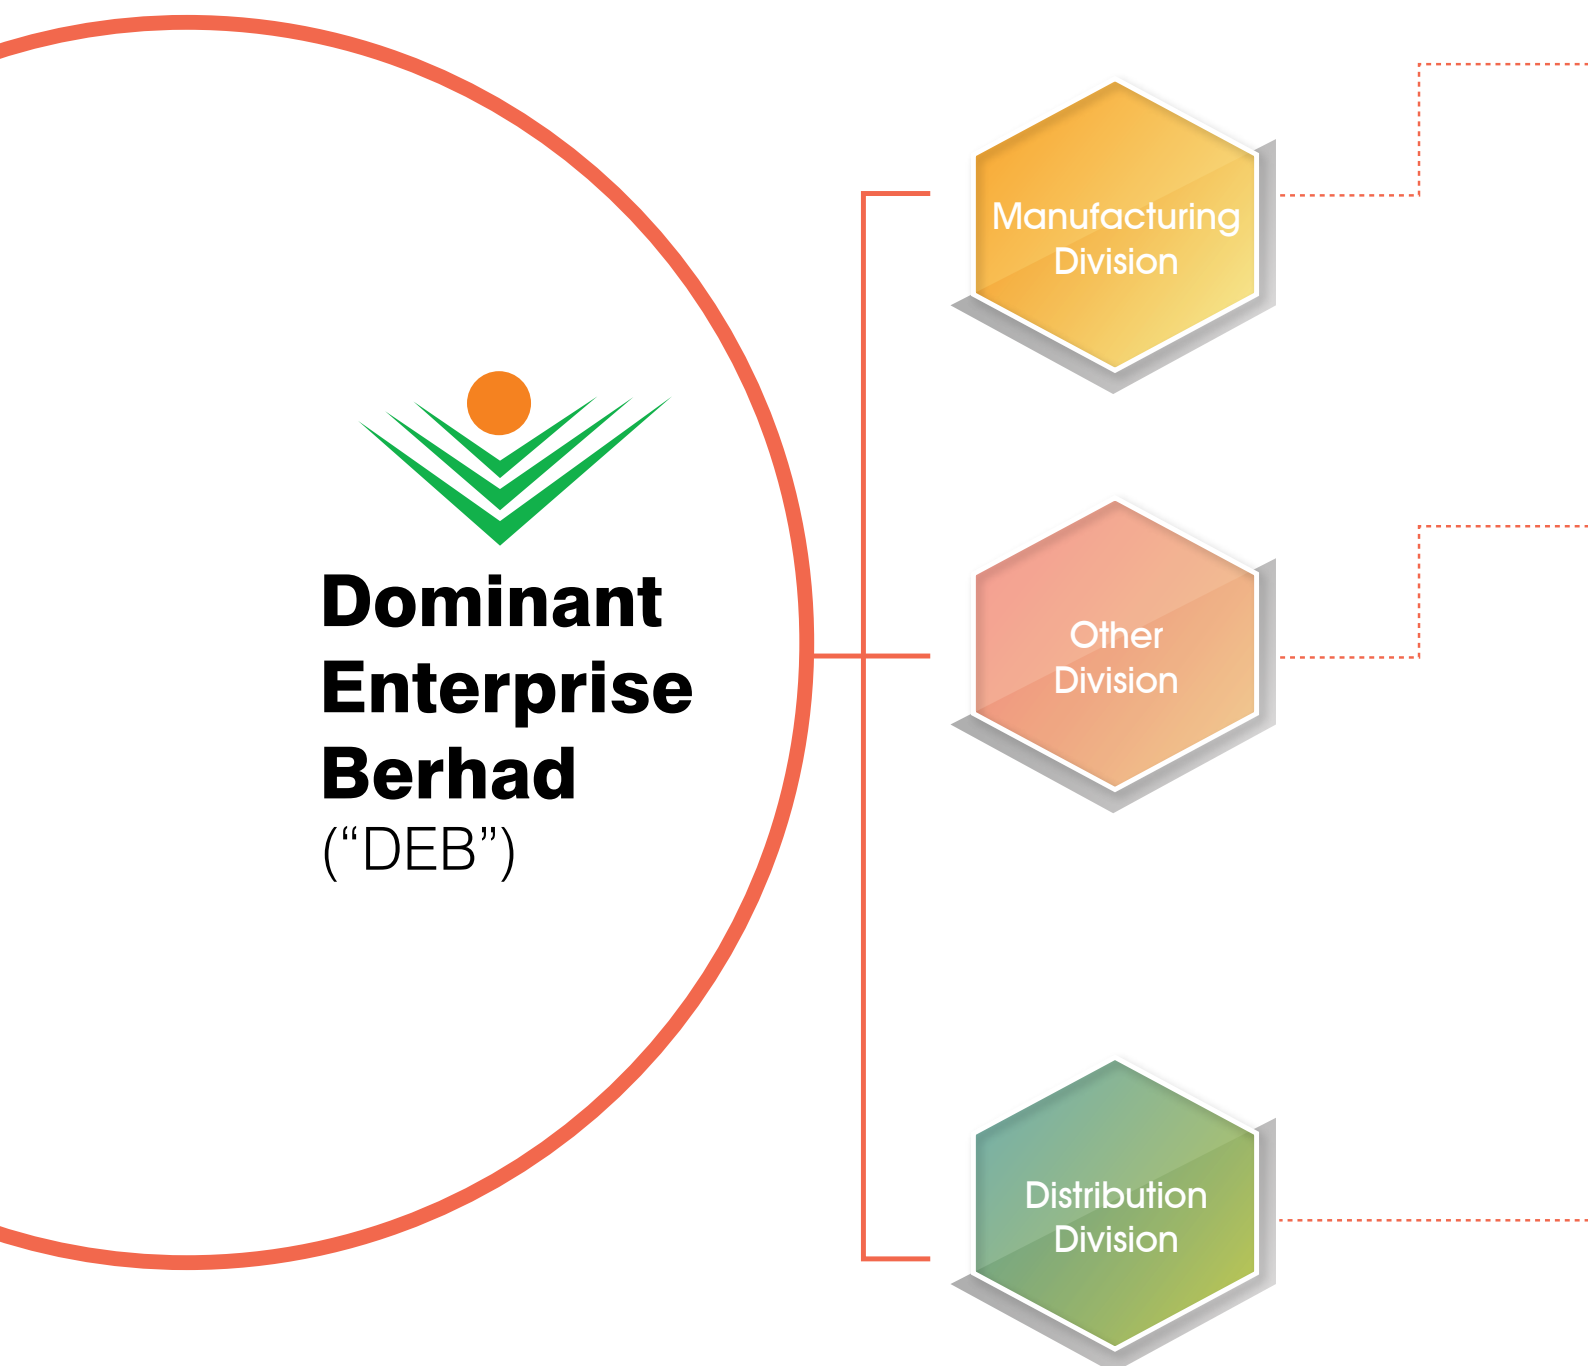 Dominant
Enterprise
Berhad
(“DEB”)
Manufacturing
Division
Other
Division
Distribution
Division